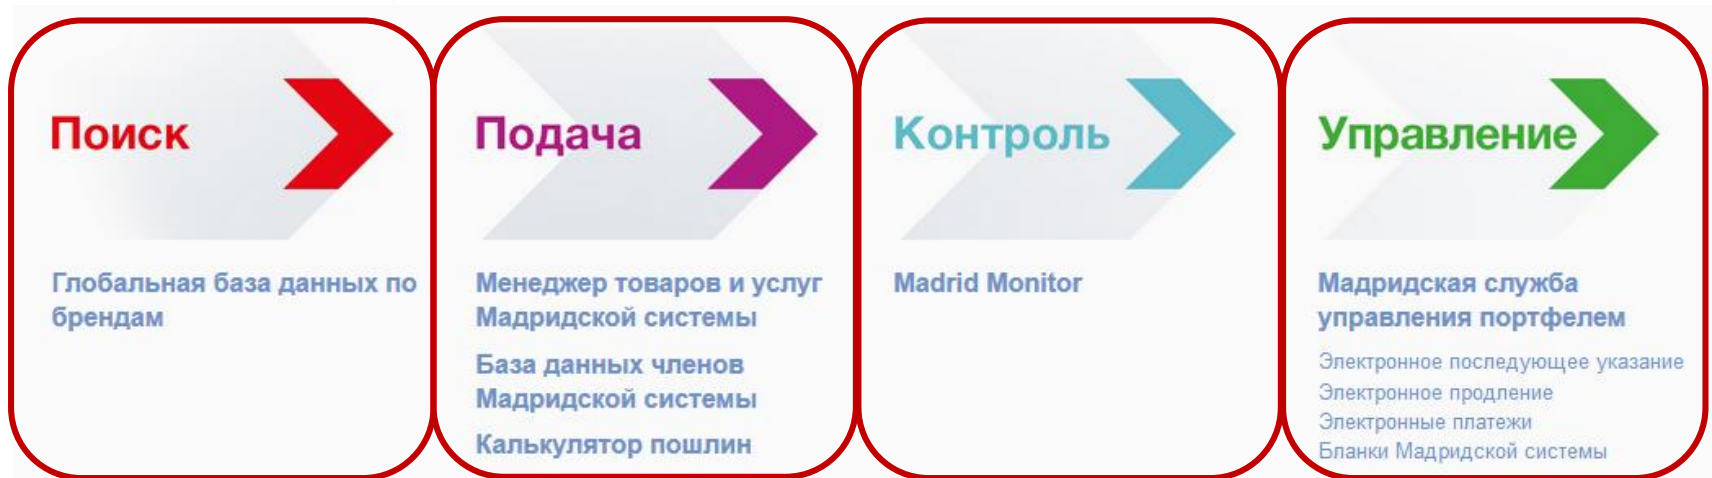 Поиск
Глобальная база данных по
брендам
Подача
Менеджер товаров и услуг
Мадридской системы
База данных членов
Мадридской системы
Калькулятор пошлин
Контроль
Madrid Monitor
Управление
Мадридская служба
управления портфелем
Электронное последующее указание
Электронное продление
Электронные платежи
Бланки Мадридской системы